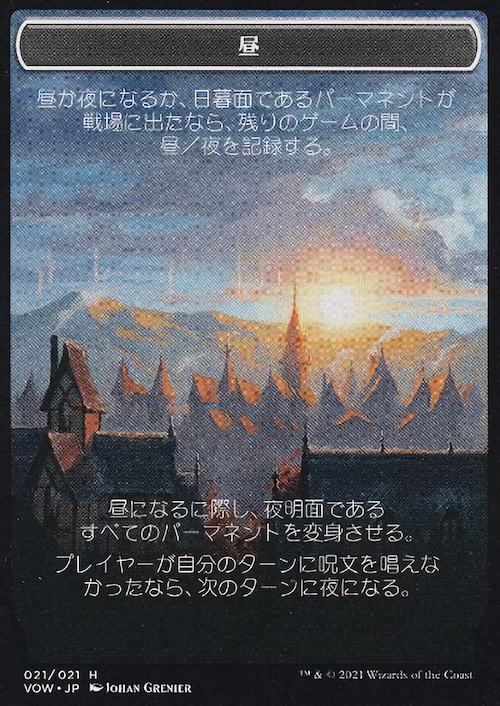 昼
昼か夜になるか、日暮面であるパーマネントが
戦場に出たなら、残りのゲームの間、
昼／夜を記録する。
昼になるに際し、夜明面である
すべてのパーマネントを変身させる。
プレイヤーが自分のターンに呪文を唱えな
かったなら、次のターンに夜になる。
021/021 H
VOW • JP Johan Grenier
™ & © 2021 Wizards of the Coast